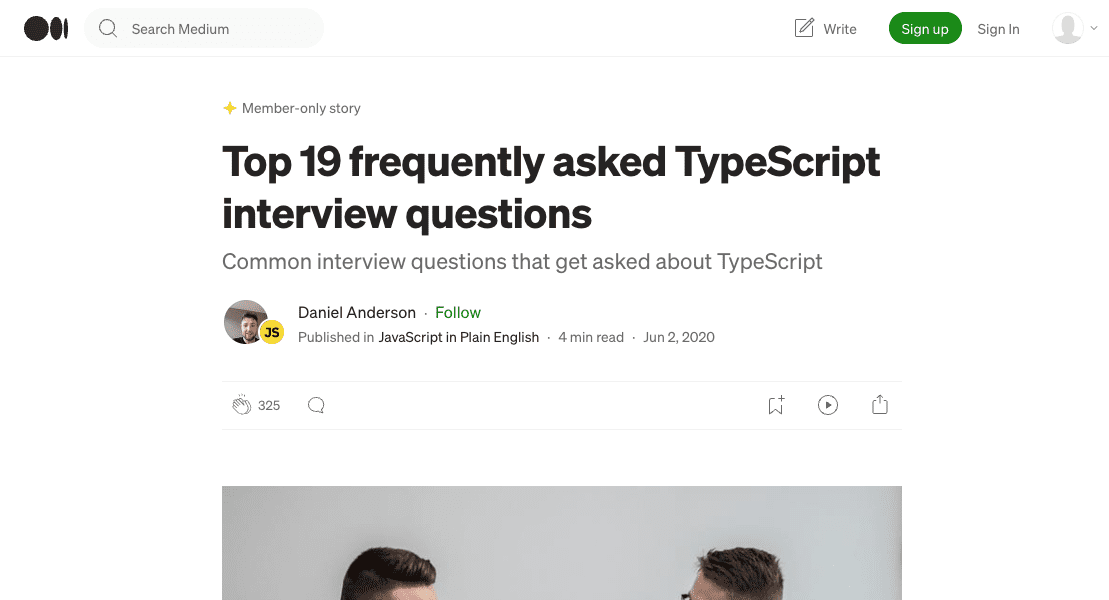 Search Medium
Write
Sign up
Sign In
Member-only story
Top 19 frequently asked TypeScript
interview questions
Common interview questions that get asked about TypeScript
Daniel Anderson · Follow
JS
Published in JavaScript in Plain English · 4 min read · Jun 2, 2020
325